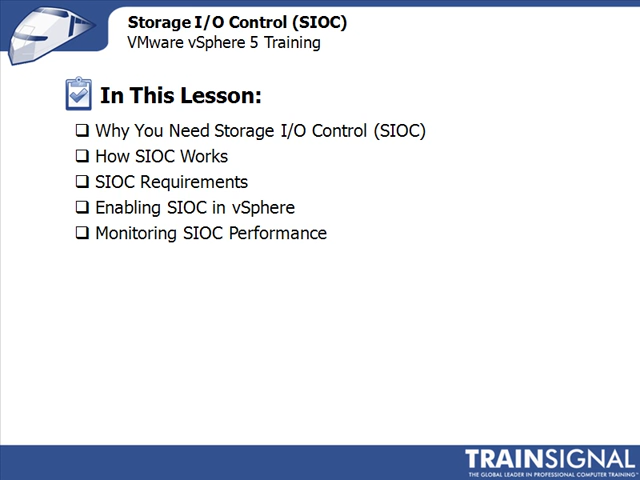 Storage I/O Control (SIOC)
VMware vSphere 5 Training
In This Lesson:
Why You Need Storage I/O Control (SIOC)
How SIOC Works
SIOC Requirements
Enabling SIOC in vSphere
Monitoring SIOC Performance
TRAINSIGNAL
THE GLOBAL LEADER IN PROFESSIONAL COMPUTER TRAINING